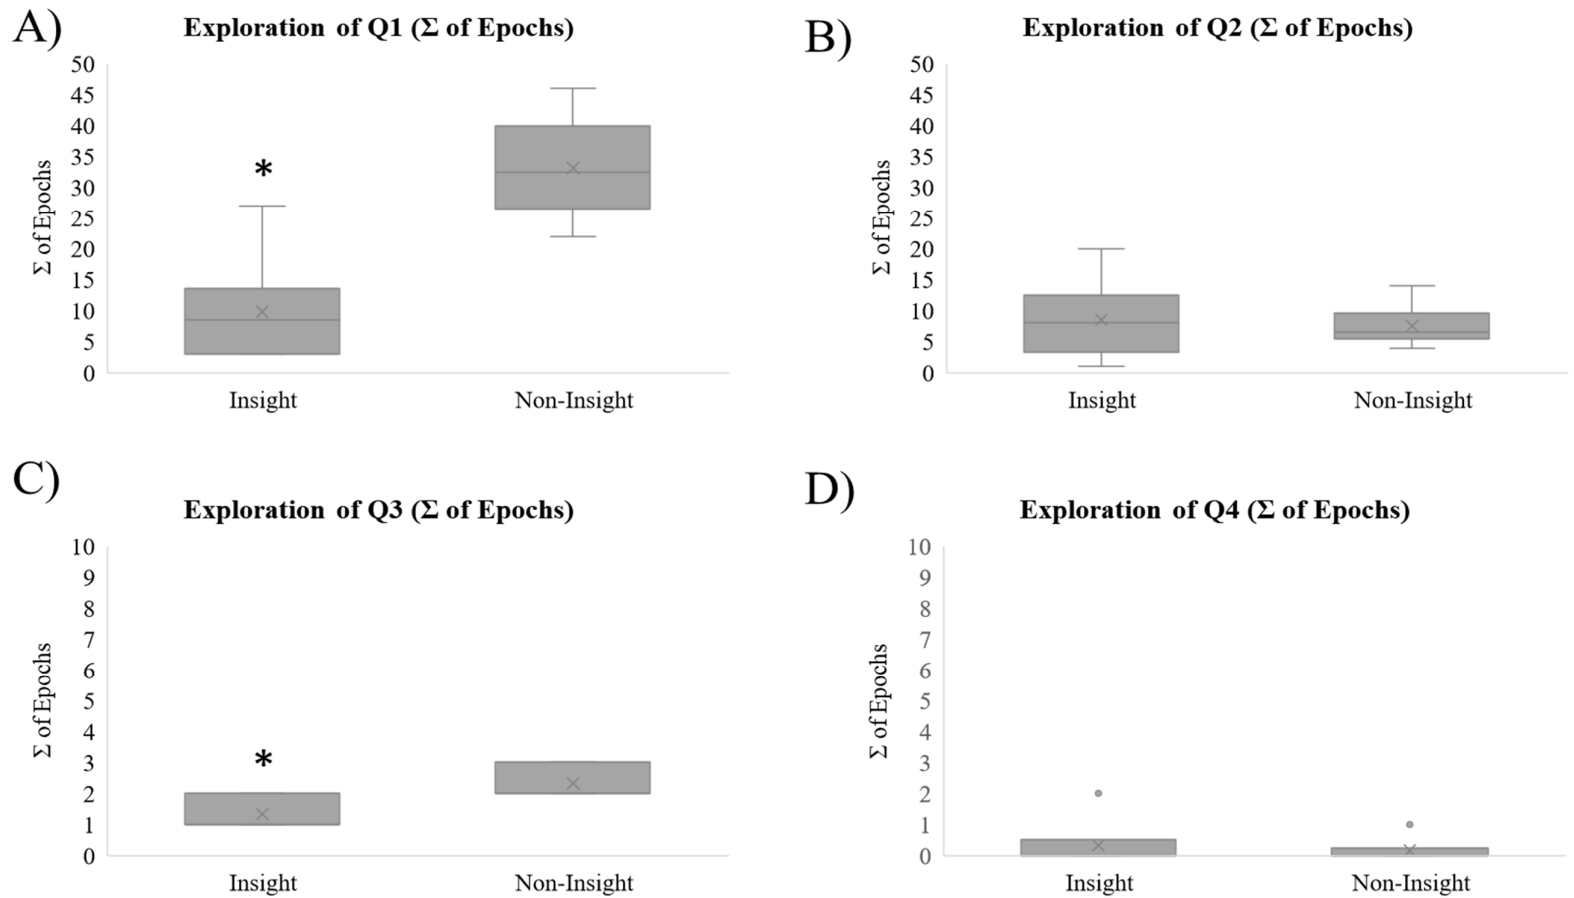 A)
Exploration of Q1 (Σ of Epochs)
50
45
40
35
30
25
20
15
10
5
0
Σ of Epochs
*
Insight
Non-Insight
B)
Exploration of Q2 (Σ of Epochs)
50
45
40
35
30
25
20
15
10
5
0
Σ of Epochs
Insight
Non-Insight
C)
Exploration of Q3 (Σ of Epochs)
10
9
8
7
6
5
4
3
2
1
0
Σ of Epochs
*
Insight
Non-Insight
D)
Exploration of Q4 (Σ of Epochs)
10
9
8
7
6
5
4
3
2
1
0
Σ of Epochs
Insight
Non-Insight